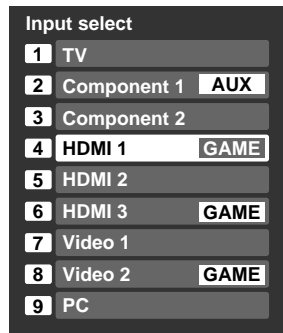 Input select
1 TV
2 Component 1 AUX
3 Component 2
4 HDMI 1 GAME
5 HDMI 2
6 HDMI 3 GAME
7 Video 1
8 Video 2 GAME
9 PC